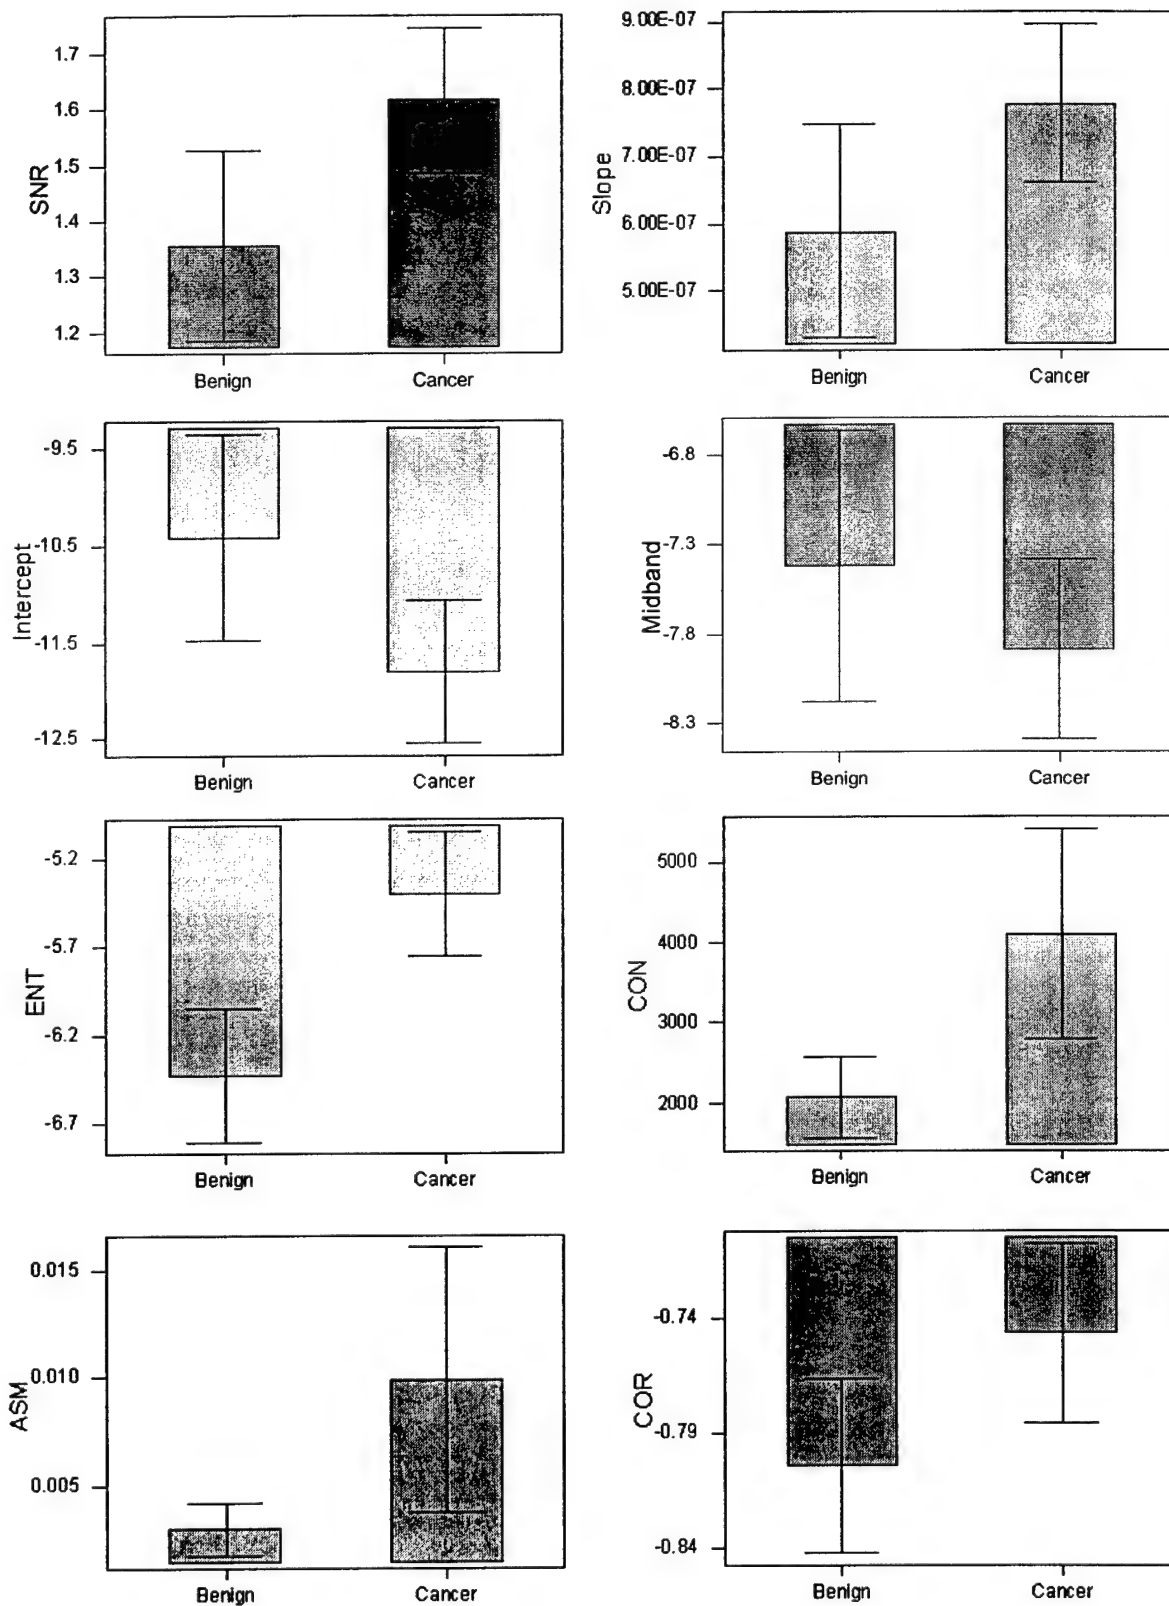 SNR
1.7
1.6
1.5
1.4
1.3
1.2
Benign
Cancer
Slope
9.00E-07
8.00E-07
7.00E-07
6.00E-07
5.00E-07
Benign
Cancer
Intercept
-9.5
-10.5
-11.5
-12.5
Benign
Cancer
Midband
-6.8
-7.3
-7.8
-8.3
Benign
Cancer
ENT
-5.2
-5.7
-6.2
-6.7
Benign
Cancer
CON
5000
4000
3000
2000
Benign
Cancer
ASM
0.015
0.010
0.005
Benign
Cancer
COR
-0.74
-0.79
-0.84
Benign
Cancer